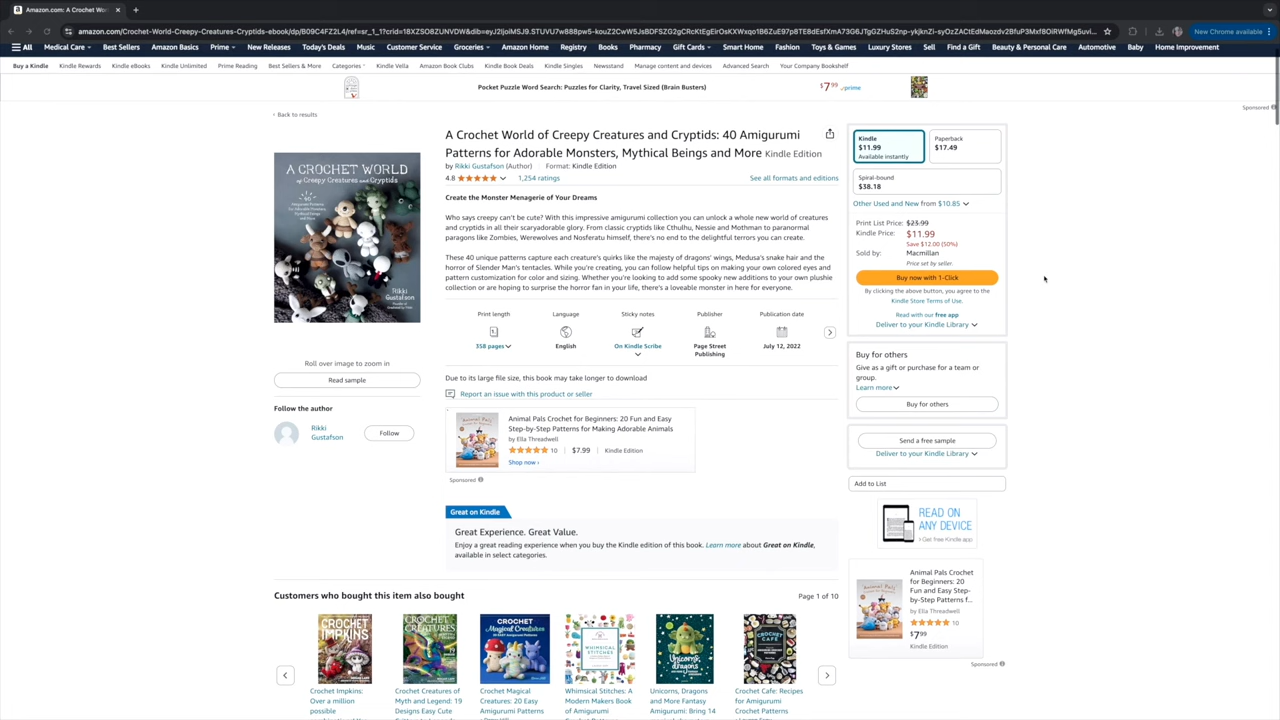 Amazon.com: A Crochet Wor
New Chrome available
All Medical Care Best Sellers Amazon Basics Prime New Releases Today's Deals Music Customer Service Groceries Amazon Home Registry Books Pharmacy Gift Cards Smart Home Fashion Toys & Games Luxury Stores Sell Find a Gift Beauty & Personal Care Automotive Baby Home Improvement
Buy a Kindle Kindle Rewards Kindle eBooks Kindle Unlimited Prime Reading Best Sellers & More Categories Kindle Vella Amazon Book Clubs Kindle Book Deals Kindle Singles Newsstand Manage content and devices Advanced Search Your Company Bookshelf
Pocket Puzzle Word Search: Puzzles for Clarity, Travel Sized (Brain Busters)
$7.99 prime
Sponsored
‹ Back to results
A CROCHET WORLD
of Creepy Creatures and Cryptids
40
Rikki
Gustafson
Roll over image to zoom in
Read sample
Follow the author
Rikki
Gustafson
Follow
A Crochet World of Creepy Creatures and Cryptids: 40 Amigurumi
Patterns for Adorable Monsters, Mythical Beings and More Kindle Edition
by Rikki Gustafson (Author) Format: Kindle Edition
4.8 1,254 ratings
See all formats and editions
Create the Monster Menagerie of Your Dreams
Who says creepy can't be cute? With this impressive amigurumi collection you can unlock a whole new world of creatures
and cryptids in all their scaryadorable glory. From classic cryptids like Cthulhu, Nessie and Mothman to paranormal
paragons like Zombies, Werewolves and Nosferatu himself, there's no end to the delightful terrors you can create.
These 40 unique patterns capture each creature's quirks like the majesty of dragons' wings, Medusa's snake hair and the
horror of Slender Man's tentacles. While you're creating, you can follow helpful tips on making your own colored eyes and
pattern customization for color and sizing. Whether you're looking to add some spooky new additions to your own plushie
collection or are hoping to surprise the horror fan in your life, there's a loveable monster in here for everyone.
Print length
358 pages
Language
English
Sticky notes
On Kindle Scribe
Publisher
Page Street
Publishing
Publication date
July 12, 2022
Due to its large file size, this book may take longer to download
Report an issue with this product or seller
Animal Pals Crochet for Beginners: 20 Fun and Easy
Step-by-Step Patterns for Making Adorable Animals
by Ella Threadwell
10 | $7.99 | Kindle Edition
Shop now ›
Sponsored
Great on Kindle
Great Experience. Great Value.
Enjoy a great reading experience when you buy the Kindle edition of this book. Learn more about Great on Kindle,
available in select categories.
Kindle
$11.99
Available instantly
Paperback
$17.49
Spiral-bound
$38.18
Other Used and New from $10.85
Print List Price: $23.99
Kindle Price: $11.99
Save $12.00 (50%)
Sold by: Macmillan
Price set by seller.
Buy now with 1-Click
By clicking the above button, you agree to the
Kindle Store Terms of Use.
Read with our free app
Deliver to your Kindle Library
Buy for others
Give as a gift or purchase for a team or
group.
Learn more
Buy for others
Send a free sample
Deliver to your Kindle Library
Add to List
READ ON
ANY DEVICE
› Get free Kindle app
Animal Pals Crochet
for Beginners: 20
Fun and Easy
Step-by-Step Patterns f...
by Ella Threadwell
10
$7.99
Kindle Edition
Sponsored
Customers who bought this item also bought
Page 1 of 10
CROCHET
IMPKINS
CROCHET
CREATURES
CROCHET
Magical
Creatures
WHIMSICAL
STITCHES
Unicorns,
dragons
CROCHET
CAFE
Crochet Impkins:
Over a million
possible
Crochet Creatures of
Myth and Legend: 19
Designs Easy Cute
Crochet Magical
Creatures: 20 Easy
Amigurumi Patterns
Whimsical Stitches: A
Modern Makers Book
of Amigurumi
Unicorns, Dragons
and More Fantasy
Amigurumi: Bring 14
Crochet Cafe: Recipes
for Amigurumi
Crochet Patterns